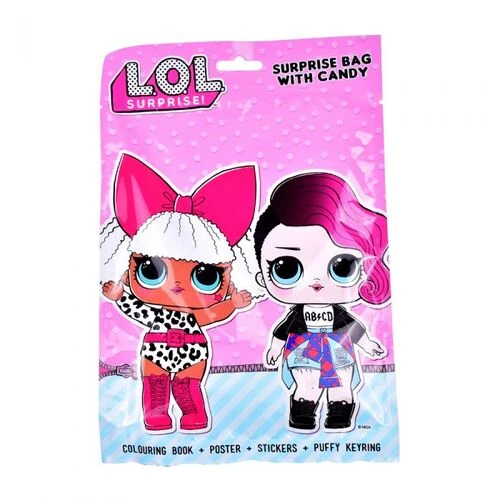 L.O.L.
SURPRISE!
SURPRISE BAG
WITH CANDY
AB⚡CD
© MGA
COLOURING BOOK + POSTER + STICKERS + PUFFY KEYRING